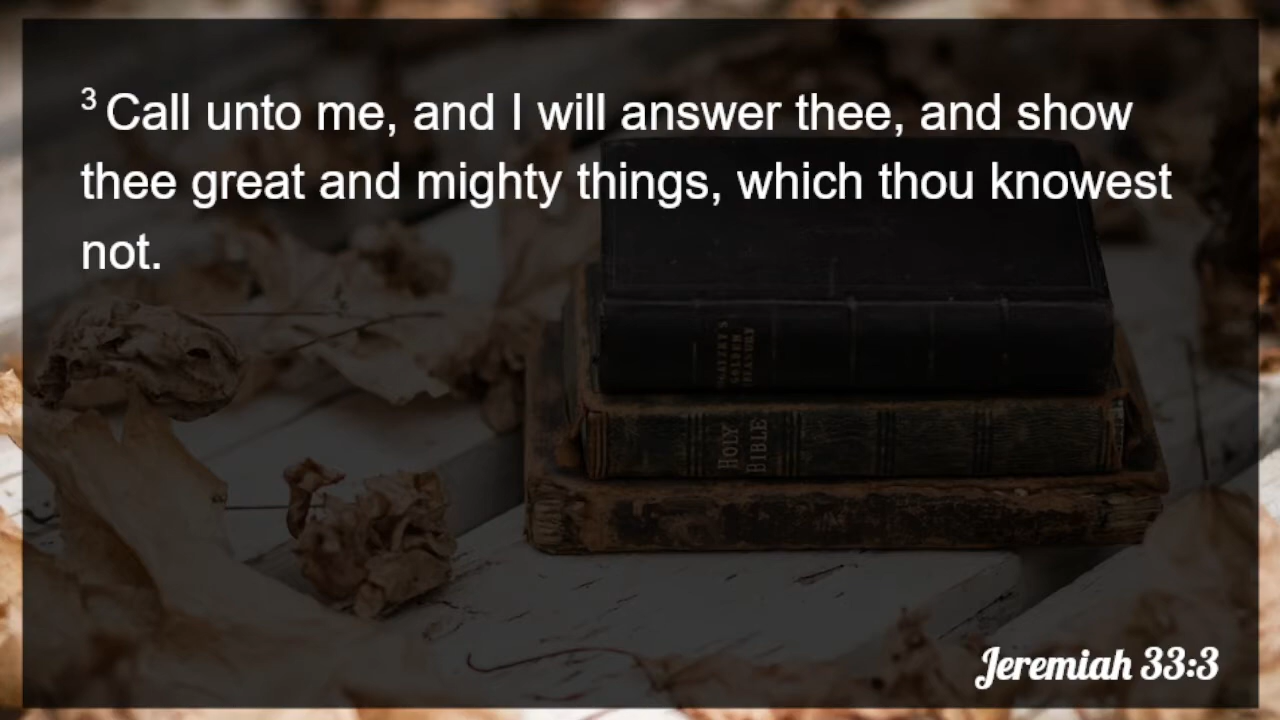 3 Call unto me, and I will answer thee, and show
thee great and mighty things, which thou knowest
not.
GOLDEN
HOLY
BIBLE
Jeremiah 33:3